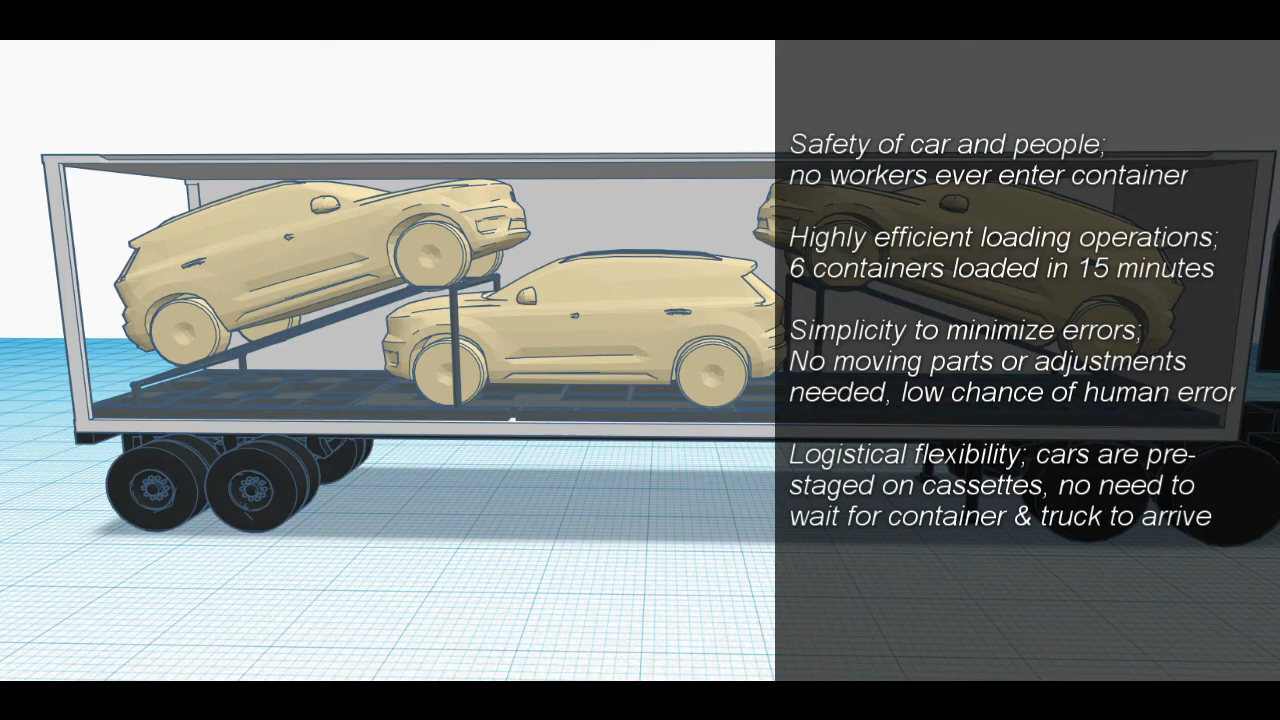 Safety of car and people;
no workers ever enter container
Highly efficient loading operations;
6 containers loaded in 15 minutes
Simplicity to minimize errors;
No moving parts or adjustments
needed, low chance of human error
Logistical flexibility; cars are pre-
staged on cassettes, no need to
wait for container & truck to arrive